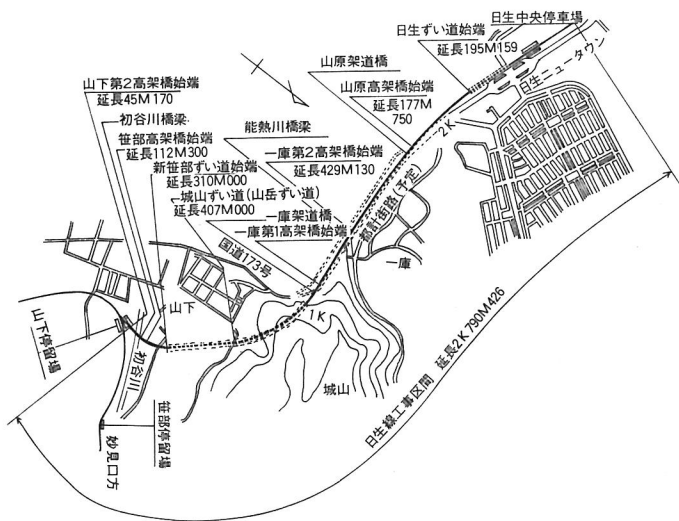 日生中央停車場
日生ずい道始端
延長195M159
山原架道橋
日生ニュータウン
山原高架橋始端
延長177M
750
2K
山下第2高架橋始端
延長45M170
初谷川橋梁
笹部高架橋始端
延長112M300
能熱川橋梁
一庫第2高架橋始端
延長429M130
新笹部ずい道始端
延長310M000
城山ずい道(山岳ずい道)
延長407M000
一庫架道橋
一庫第1高架橋始端
都計街路(予定)
一庫
国道173号
山下
1K
山下停留場
初谷川
城山
笹部停留場
妙見口方
日生線工事区間 延長2K790M426